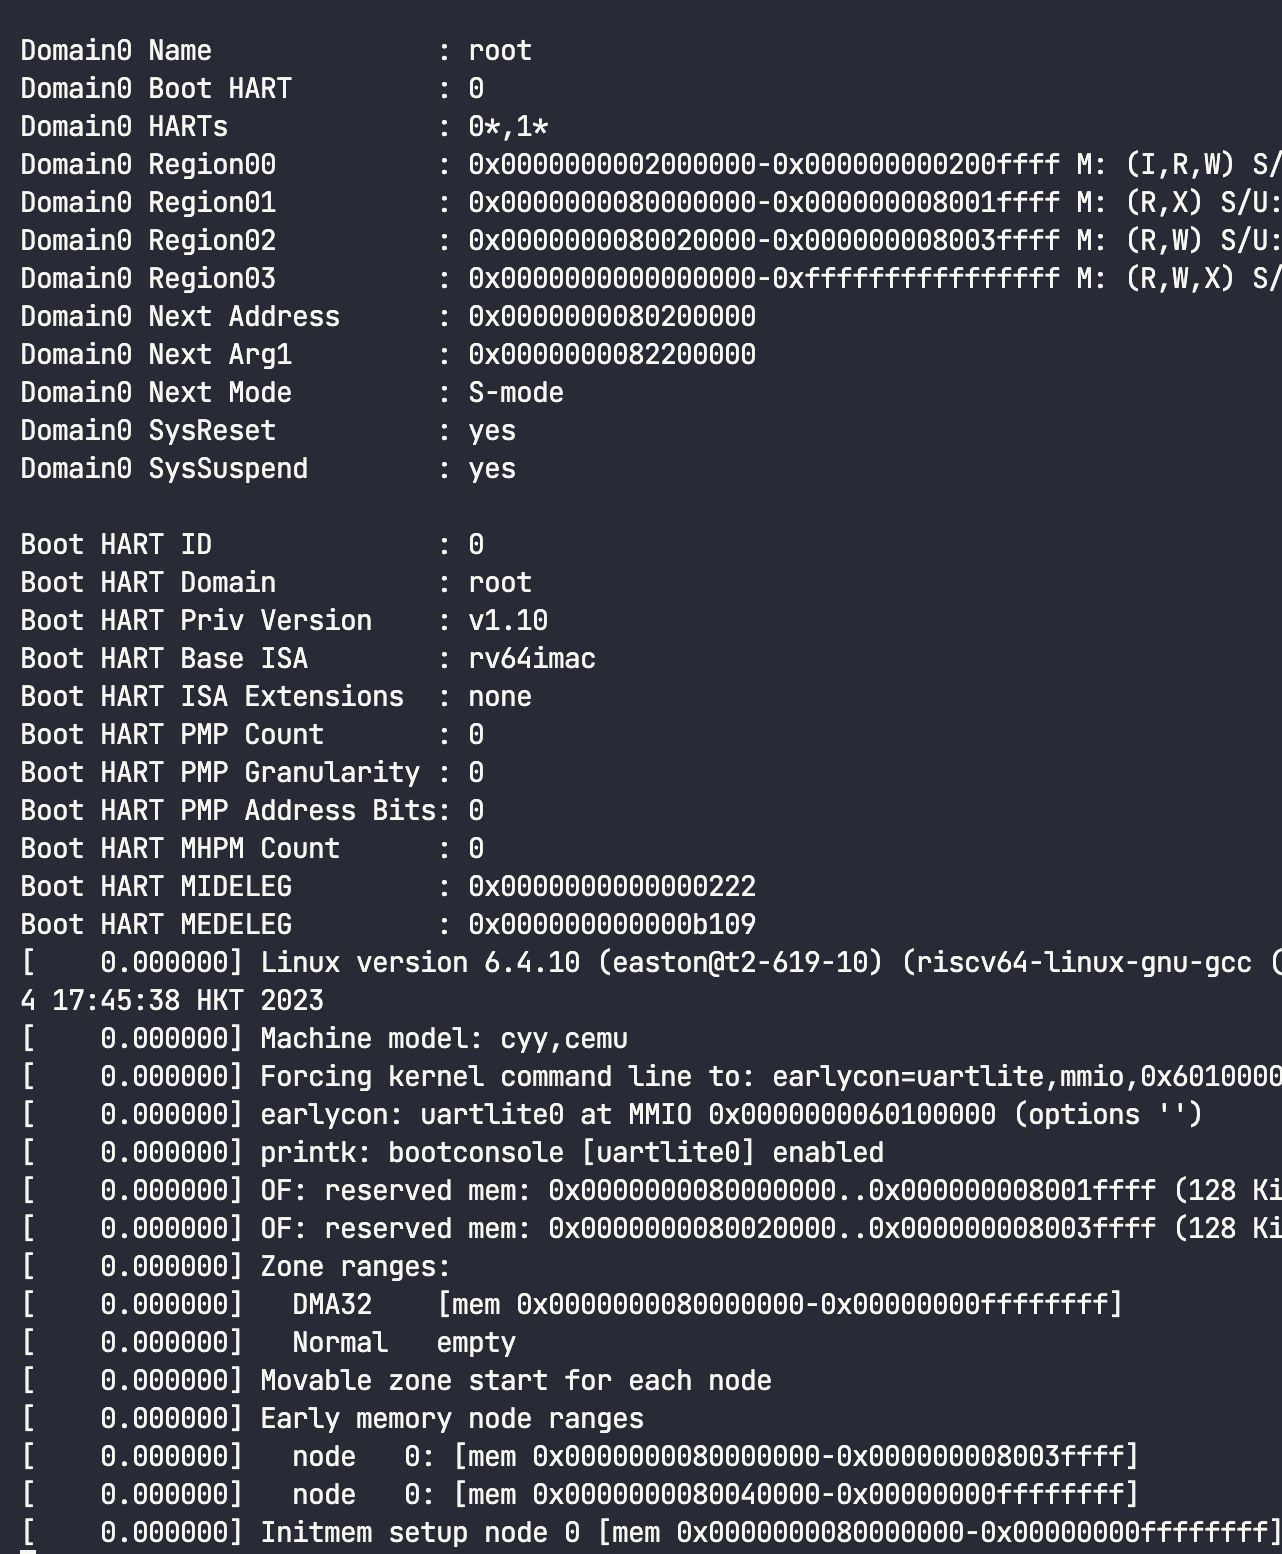 Domain0 Name              : root
Domain0 Boot HART         : 0
Domain0 HARTs             : 0*,1*
Domain0 Region00          : 0x0000000002000000-0x000000000200ffff M: (I,R,W) S/
Domain0 Region01          : 0x0000000080000000-0x000000008001ffff M: (R,X) S/U:
Domain0 Region02          : 0x0000000080020000-0x000000008003ffff M: (R,W) S/U:
Domain0 Region03          : 0x0000000000000000-0xffffffffffffffff M: (R,W,X) S/
Domain0 Next Address      : 0x0000000080200000
Domain0 Next Arg1         : 0x0000000082200000
Domain0 Next Mode         : S-mode
Domain0 SysReset          : yes
Domain0 SysSuspend        : yes

Boot HART ID              : 0
Boot HART Domain          : root
Boot HART Priv Version    : v1.10
Boot HART Base ISA        : rv64imac
Boot HART ISA Extensions  : none
Boot HART PMP Count       : 0
Boot HART PMP Granularity : 0
Boot HART PMP Address Bits: 0
Boot HART MHPM Count      : 0
Boot HART MIDELEG         : 0x0000000000000222
Boot HART MEDELEG         : 0x000000000000b109
[    0.000000] Linux version 6.4.10 (easton@t2-619-10) (riscv64-linux-gnu-gcc (
4 17:45:38 HKT 2023
[    0.000000] Machine model: cyy,cemu
[    0.000000] Forcing kernel command line to: earlycon=uartlite,mmio,0x6010000
[    0.000000] earlycon: uartlite0 at MMIO 0x0000000060100000 (options '')
[    0.000000] printk: bootconsole [uartlite0] enabled
[    0.000000] OF: reserved mem: 0x0000000080000000..0x000000008001ffff (128 Ki
[    0.000000] OF: reserved mem: 0x0000000080020000..0x000000008003ffff (128 Ki
[    0.000000] Zone ranges:
[    0.000000]   DMA32    [mem 0x0000000080000000-0x00000000ffffffff]
[    0.000000]   Normal   empty
[    0.000000] Movable zone start for each node
[    0.000000] Early memory node ranges
[    0.000000]   node   0: [mem 0x0000000080000000-0x000000008003ffff]
[    0.000000]   node   0: [mem 0x0000000080040000-0x00000000ffffffff]
[    0.000000] Initmem setup node 0 [mem 0x0000000080000000-0x00000000ffffffff]